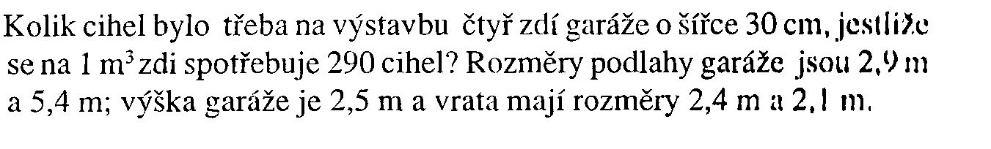 Kolik cihel bylo třeba na výstavbu čtyř zdí garáže o šířce 30 cm, jestliže
se na 1 m³ zdi spotřebuje 290 cihel? Rozměry podlahy garáže jsou 2,9 m
a 5,4 m; výška garáže je 2,5 m a vrata mají rozměry 2,4 m a 2,1 m.